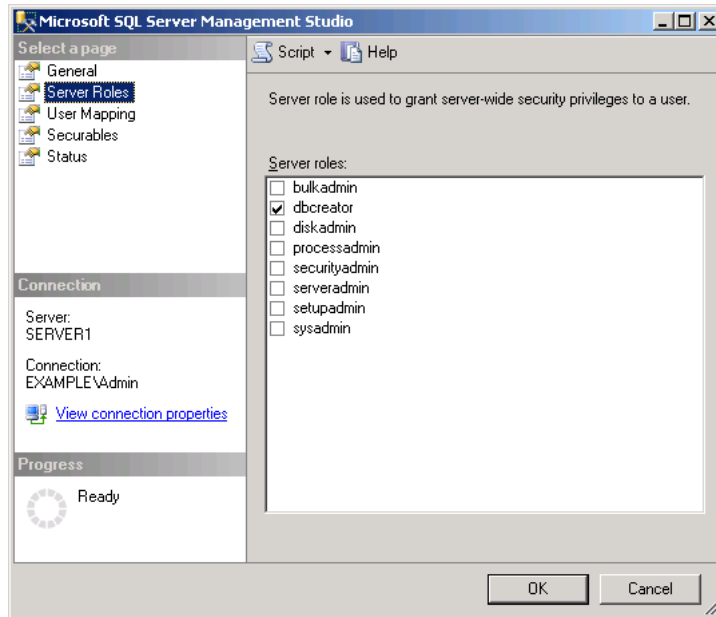 Microsoft SQL Server Management Studio
Select a page
General
Server Roles
User Mapping
Securables
Status
Connection
Server:
SERVER1
Connection:
EXAMPLE\Admin
View connection properties
Progress
Ready
Script
Help
Server role is used to grant server-wide security privileges to a user.
Server roles:
bulkadmin
dbcreator
diskadmin
processadmin
securityadmin
serveradmin
setupadmin
sysadmin
OK
Cancel